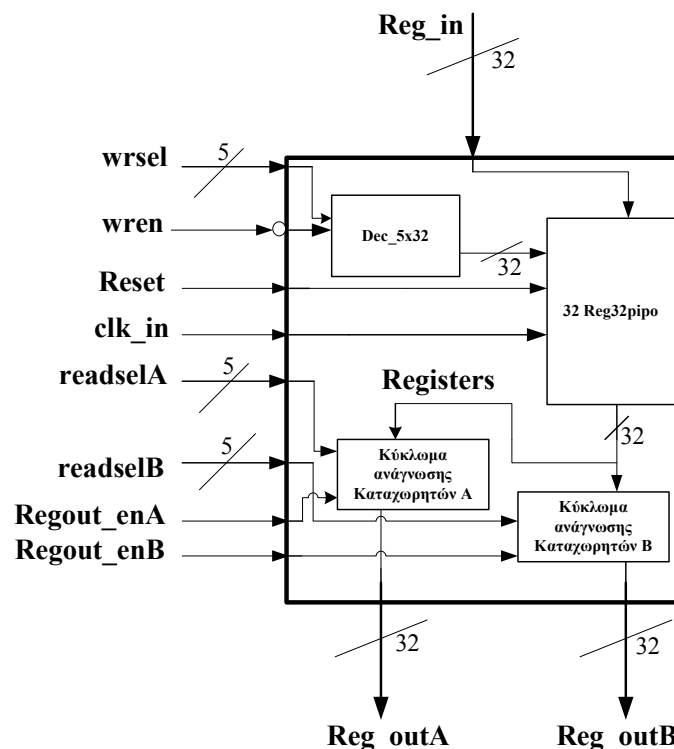 Reg_in
32
wrsel
5
wren
Dec_5x32
32
Reset
32 Reg32pipo
clk_in
readselA
5
Registers
32
readselB
5
Κύκλωμα
ανάγνωσης
Καταχωρητών Α
Regout_enA
Κύκλωμα
ανάγνωσης
Καταχωρητών Β
Regout_enB
32
32
Reg_outA
Reg_outB